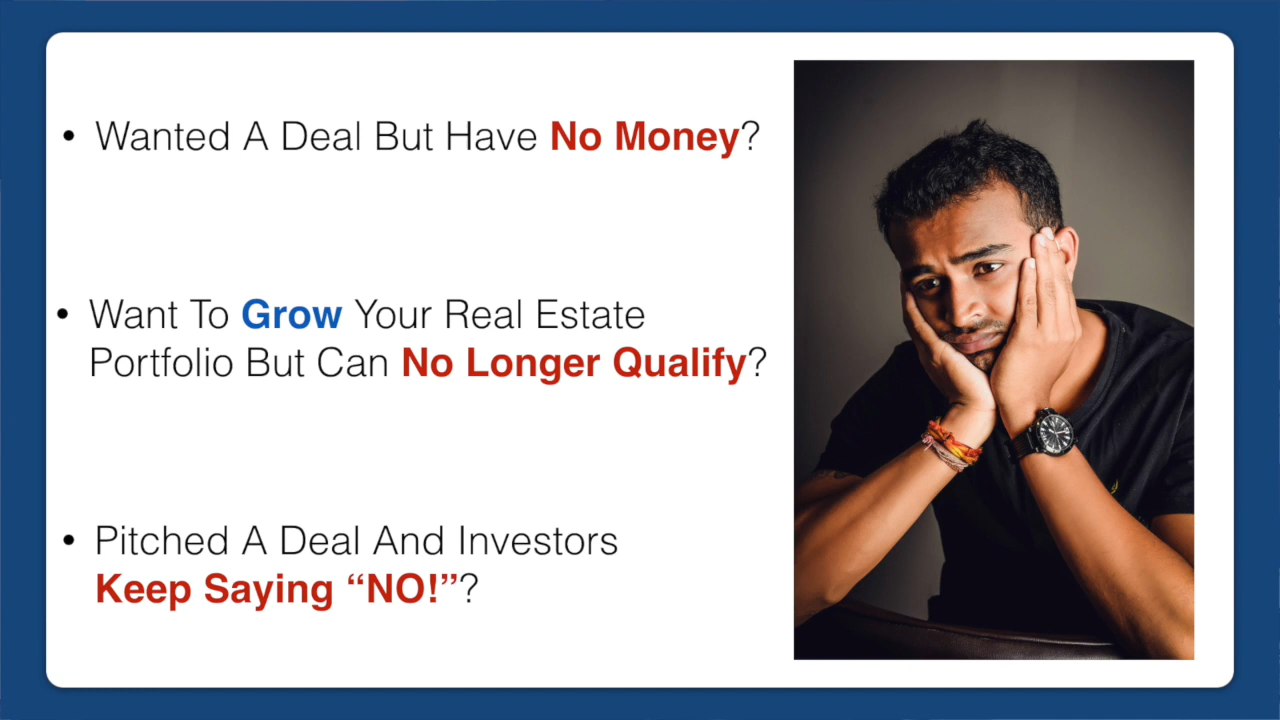 • Wanted A Deal But Have No Money?
• Want To Grow Your Real Estate
Portfolio But Can No Longer Qualify?
• Pitched A Deal And Investors
Keep Saying “NO!”?